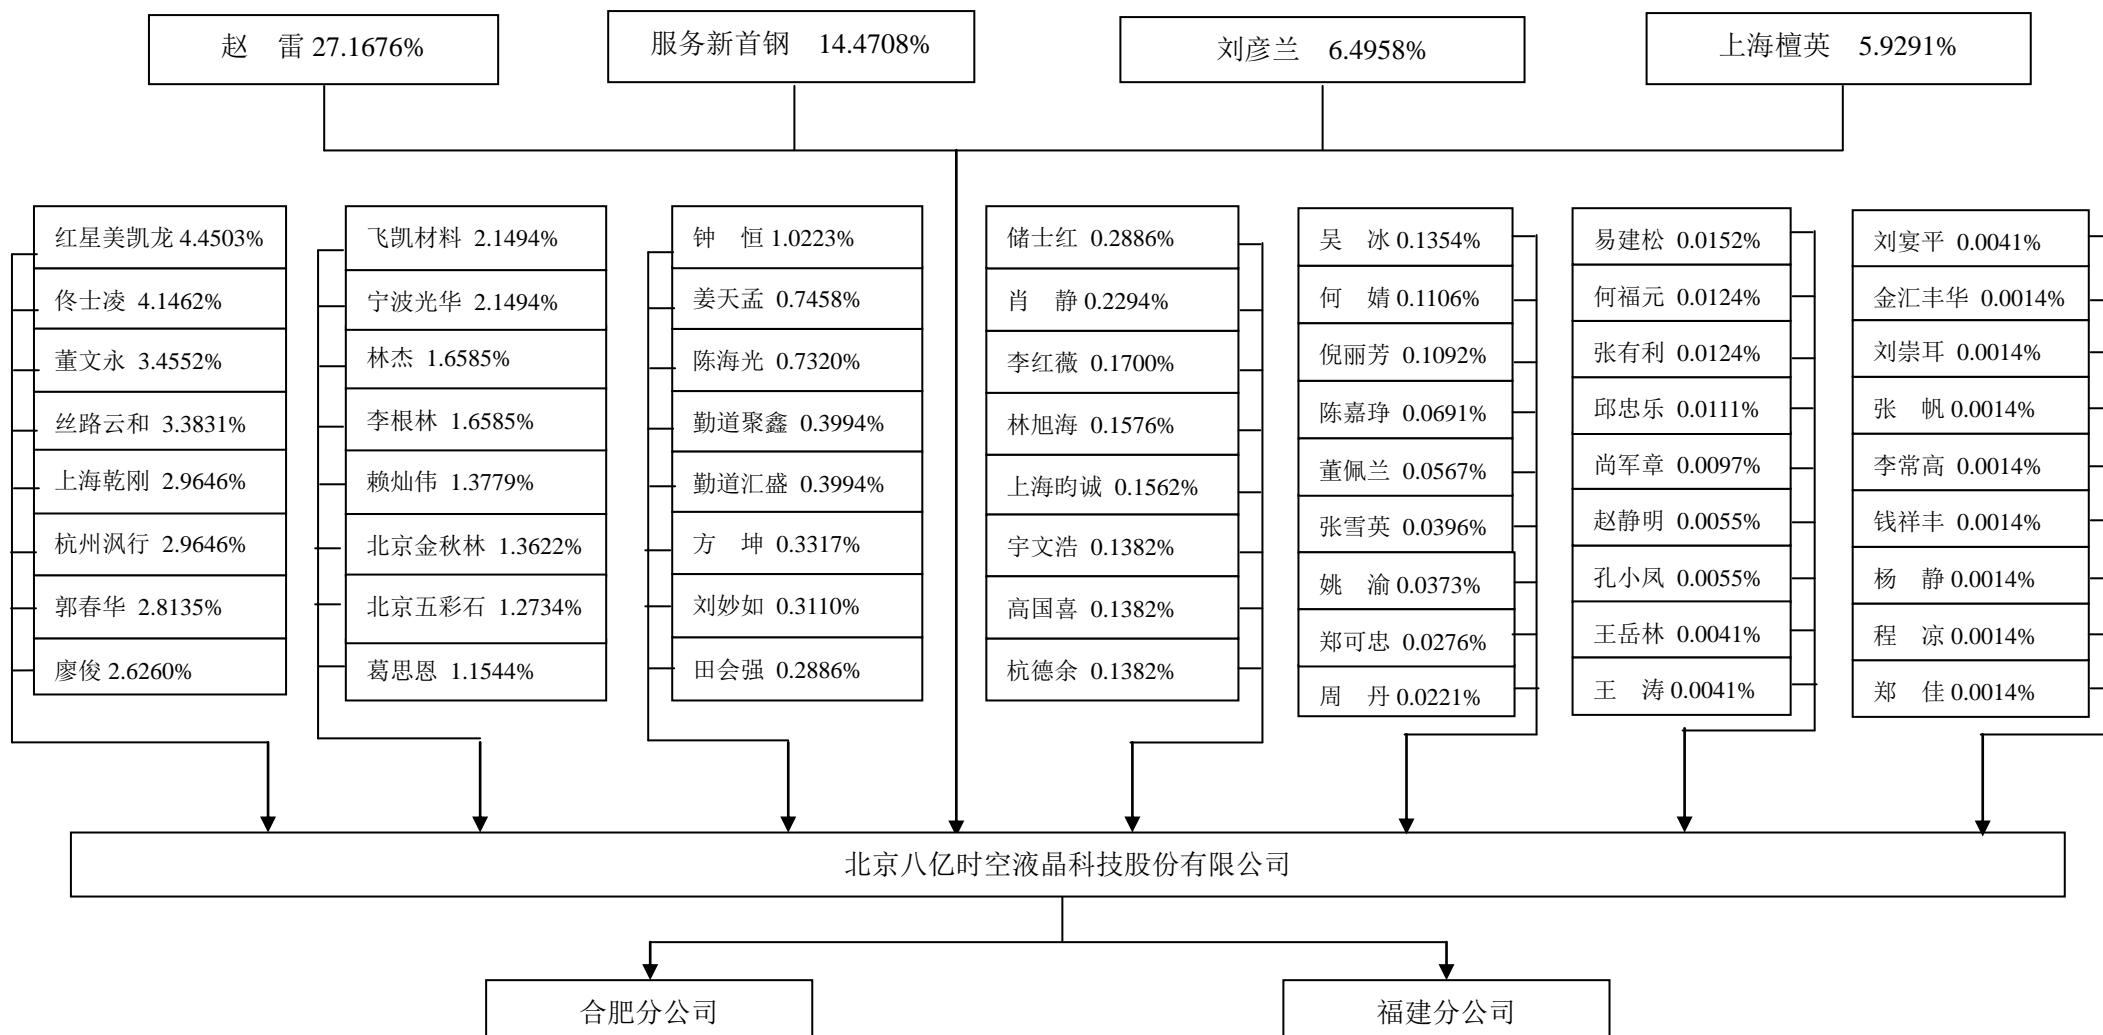 赵　雷 27.1676%
服务新首钢　14.4708%
刘彦兰　6.4958%
上海檀英　5.9291%
红星美凯龙 4.4503%
佟士凌 4.1462%
董文永 3.4552%
丝路云和 3.3831%
上海乾刚 2.9646%
杭州沨行 2.9646%
郭春华 2.8135%
廖俊 2.6260%
飞凯材料 2.1494%
宁波光华 2.1494%
林杰 1.6585%
李根林 1.6585%
赖灿伟 1.3779%
北京金秋林 1.3622%
北京五彩石 1.2734%
葛思恩 1.1544%
钟　恒 1.0223%
姜天孟 0.7458%
陈海光 0.7320%
勤道聚鑫 0.3994%
勤道汇盛 0.3994%
方　坤 0.3317%
刘妙如 0.3110%
田会强 0.2886%
储士红 0.2886%
肖　静 0.2294%
李红薇 0.1700%
林旭海 0.1576%
上海昀诚 0.1562%
宇文浩 0.1382%
高国喜 0.1382%
杭德余 0.1382%
吴　冰 0.1354%
何　婧 0.1106%
倪丽芳 0.1092%
陈嘉琤 0.0691%
董佩兰 0.0567%
张雪英 0.0396%
姚　渝 0.0373%
郑可忠 0.0276%
周　丹 0.0221%
易建松 0.0152%
何福元 0.0124%
张有利 0.0124%
邱忠乐 0.0111%
尚军章 0.0097%
赵静明 0.0055%
孔小凤 0.0055%
王岳林 0.0041%
王　涛 0.0041%
刘宴平 0.0041%
金汇丰华 0.0014%
刘崇耳 0.0014%
张　帆 0.0014%
李常高 0.0014%
钱祥丰 0.0014%
杨　静 0.0014%
程　凉 0.0014%
郑　佳 0.0014%
北京八亿时空液晶科技股份有限公司
合肥分公司
福建分公司